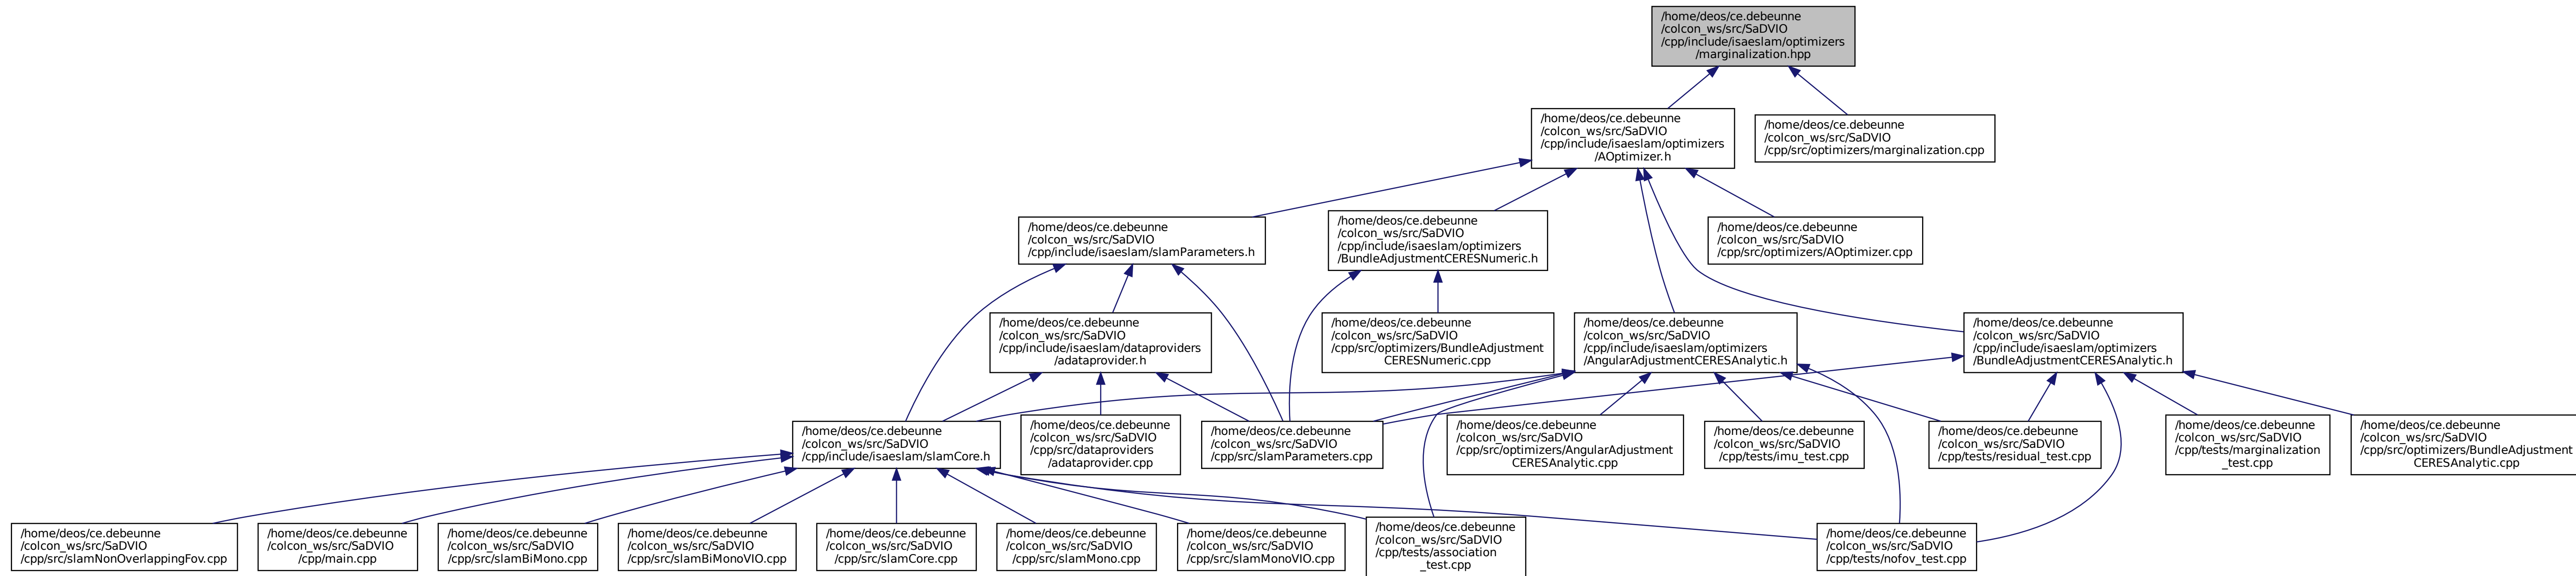 /home/deos/ce.debeunne
/colcon_ws/src/SaDVIO
/cpp/include/isaeslam/optimizers
/marginalization.hpp
/home/deos/ce.debeunne
/colcon_ws/src/SaDVIO
/cpp/include/isaeslam/optimizers
/AOptimizer.h
/home/deos/ce.debeunne
/colcon_ws/src/SaDVIO
/cpp/src/optimizers/marginalization.cpp
/home/deos/ce.debeunne
/colcon_ws/src/SaDVIO
/cpp/include/isaeslam/slamParameters.h
/home/deos/ce.debeunne
/colcon_ws/src/SaDVIO
/cpp/include/isaeslam/optimizers
/BundleAdjustmentCERESNumeric.h
/home/deos/ce.debeunne
/colcon_ws/src/SaDVIO
/cpp/src/optimizers/AOptimizer.cpp
/home/deos/ce.debeunne
/colcon_ws/src/SaDVIO
/cpp/include/isaeslam/dataproviders
/adataprovider.h
/home/deos/ce.debeunne
/colcon_ws/src/SaDVIO
/cpp/src/optimizers/BundleAdjustment
CERESNumeric.cpp
/home/deos/ce.debeunne
/colcon_ws/src/SaDVIO
/cpp/include/isaeslam/optimizers
/AngularAdjustmentCERESAnalytic.h
/home/deos/ce.debeunne
/colcon_ws/src/SaDVIO
/cpp/include/isaeslam/optimizers
/BundleAdjustmentCERESAnalytic.h
/home/deos/ce.debeunne
/colcon_ws/src/SaDVIO
/cpp/include/isaeslam/slamCore.h
/home/deos/ce.debeunne
/colcon_ws/src/SaDVIO
/cpp/src/dataproviders
/adataprovider.cpp
/home/deos/ce.debeunne
/colcon_ws/src/SaDVIO
/cpp/src/slamParameters.cpp
/home/deos/ce.debeunne
/colcon_ws/src/SaDVIO
/cpp/src/optimizers/AngularAdjustment
CERESAnalytic.cpp
/home/deos/ce.debeunne
/colcon_ws/src/SaDVIO
/cpp/tests/imu_test.cpp
/home/deos/ce.debeunne
/colcon_ws/src/SaDVIO
/cpp/tests/residual_test.cpp
/home/deos/ce.debeunne
/colcon_ws/src/SaDVIO
/cpp/tests/marginalization
_test.cpp
/home/deos/ce.debeunne
/colcon_ws/src/SaDVIO
/cpp/src/optimizers/BundleAdjustment
CERESAnalytic.cpp
/home/deos/ce.debeunne
/colcon_ws/src/SaDVIO
/cpp/src/slamNonOverlappingFov.cpp
/home/deos/ce.debeunne
/colcon_ws/src/SaDVIO
/cpp/main.cpp
/home/deos/ce.debeunne
/colcon_ws/src/SaDVIO
/cpp/src/slamBiMono.cpp
/home/deos/ce.debeunne
/colcon_ws/src/SaDVIO
/cpp/src/slamBiMonoVIO.cpp
/home/deos/ce.debeunne
/colcon_ws/src/SaDVIO
/cpp/src/slamCore.cpp
/home/deos/ce.debeunne
/colcon_ws/src/SaDVIO
/cpp/src/slamMono.cpp
/home/deos/ce.debeunne
/colcon_ws/src/SaDVIO
/cpp/src/slamMonoVIO.cpp
/home/deos/ce.debeunne
/colcon_ws/src/SaDVIO
/cpp/tests/association
_test.cpp
/home/deos/ce.debeunne
/colcon_ws/src/SaDVIO
/cpp/tests/nofov_test.cpp